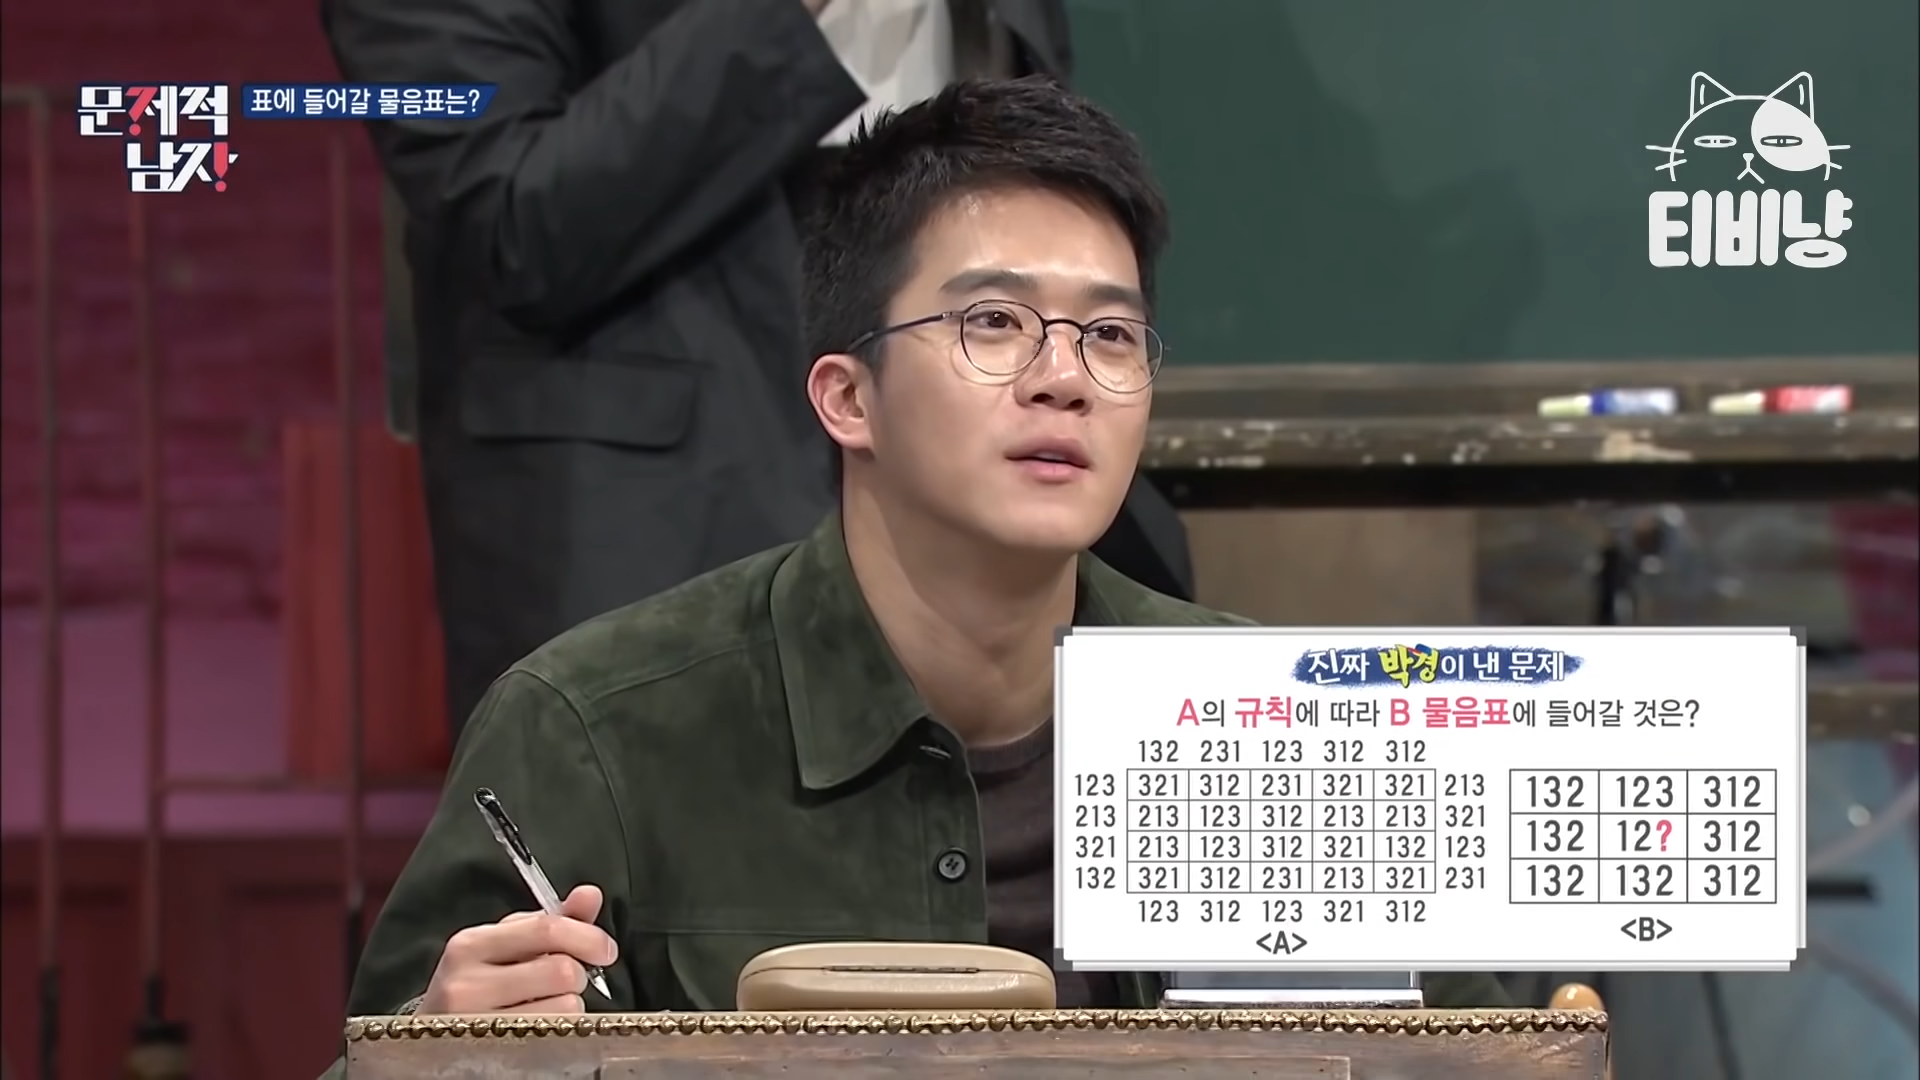 문제적
남자
표에 들어갈 물음표는?
티비냥
진짜 박경이 낸 문제
A의 규칙에 따라 B 물음표에 들어갈 것은?
132 231 123 312 312
123 321 312 231 321 321 213
213 213 123 312 213 213 321
321 213 123 312 321 132 123
132 321 312 231 213 321 231
123 312 123 321 312
<A>
132 123 312
132 12? 312
132 132 312
<B>